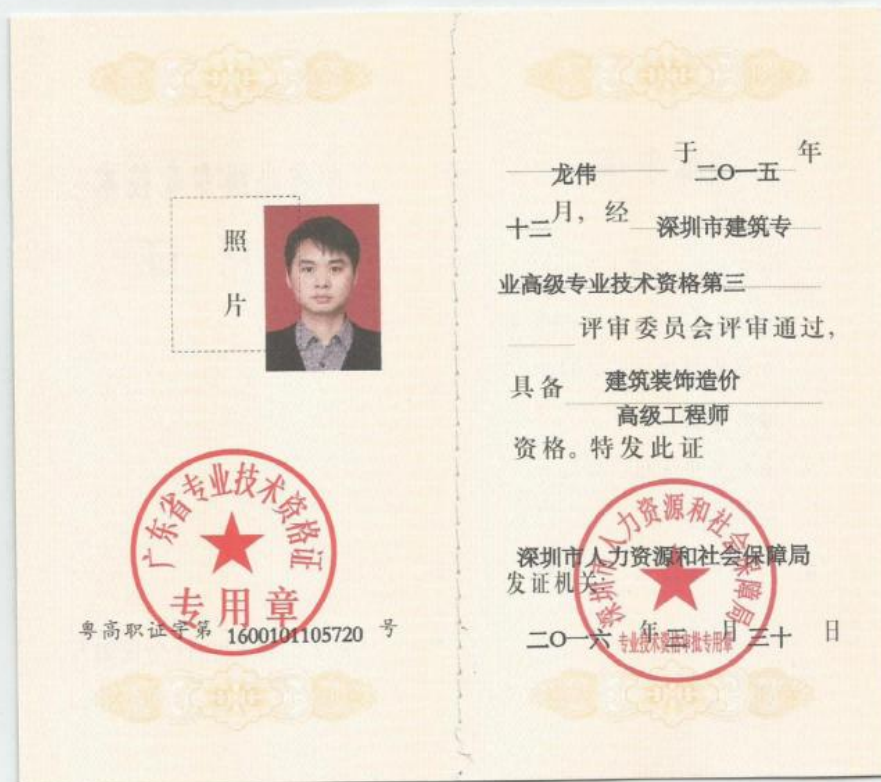 照
片
广东省专业技术资格证
专用章
粤高职证字第 1600101105720 号
龙伟 于 二〇一五 年
十二月，经 深圳市建筑专
业高级专业技术资格第三
评审委员会评审通过，
具备 建筑装饰造价
高级工程师
资格。特发此证
深圳市人力资源和社会保障局
深圳市人力资源和社会保障局
发证机关：
二〇一六 年 三 月 三十 日
专业技术资格审批专用章